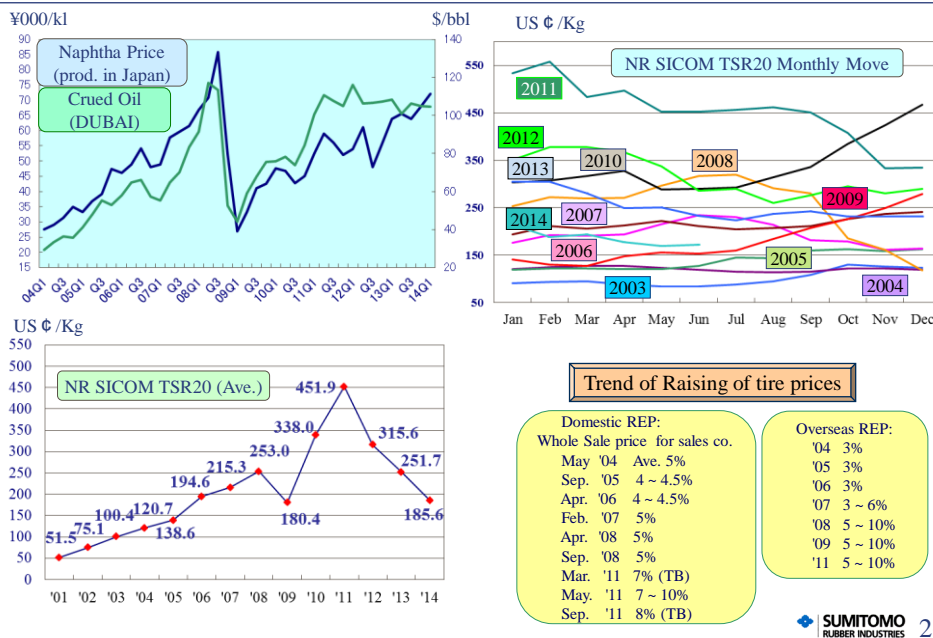 ¥000/kl
$/bbl
90
85
80
75
70
65
60
55
50
45
40
35
30
25
20
15
140
120
100
80
60
40
20
Naphtha Price
(prod. in Japan)
Crued Oil
(DUBAI)
04Q1
Q3
05Q1
Q3
06Q1
Q3
07Q1
Q3
08Q1
Q3
09Q1
Q3
10Q1
Q3
11Q1
Q3
12Q1
Q3
13Q1
Q3
14Q1
US ¢ /Kg
550
450
350
250
150
50
NR SICOM TSR20 Monthly Move
2011
2012
2013
2010
2008
2009
2007
2014
2006
2005
2003
2004
Jan Feb Mar Apr May Jun Jul Aug Sep Oct Nov Dec
US ¢ /Kg
550
500
450
400
350
300
250
200
150
100
50
0
NR SICOM TSR20 (Ave.)
51.5
75.1
100.4
120.7
138.6
194.6
215.3
253.0
180.4
338.0
451.9
315.6
251.7
185.6
'01 '02 '03 '04 '05 '06 '07 '08 '09 '10 '11 '12 '13 '14
Trend of Raising of tire prices
Domestic REP:
Whole Sale price for sales co.
May '04 Ave. 5%
Sep. '05 4 ~ 4.5%
Apr. '06 4 ~ 4.5%
Feb. '07 5%
Apr. '08 5%
Sep. '08 5%
Mar. '11 7% (TB)
May. '11 7 ~ 10%
Sep. '11 8% (TB)
Overseas REP:
'04 3%
'05 3%
'06 3%
'07 3 ~ 6%
'08 5 ~ 10%
'09 5 ~ 10%
'11 5 ~ 10%
SUMITOMO
RUBBER INDUSTRIES
2